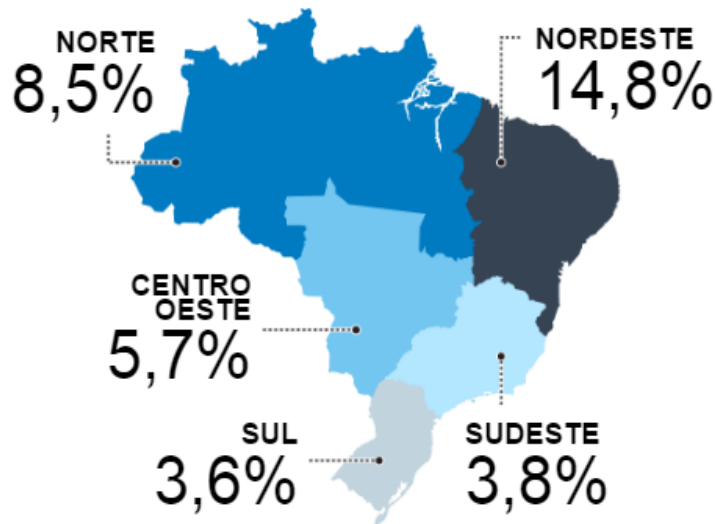 NORTE
8,5%
NORDESTE
14,8%
CENTRO
OESTE
5,7%
SUL
3,6%
SUDESTE
3,8%